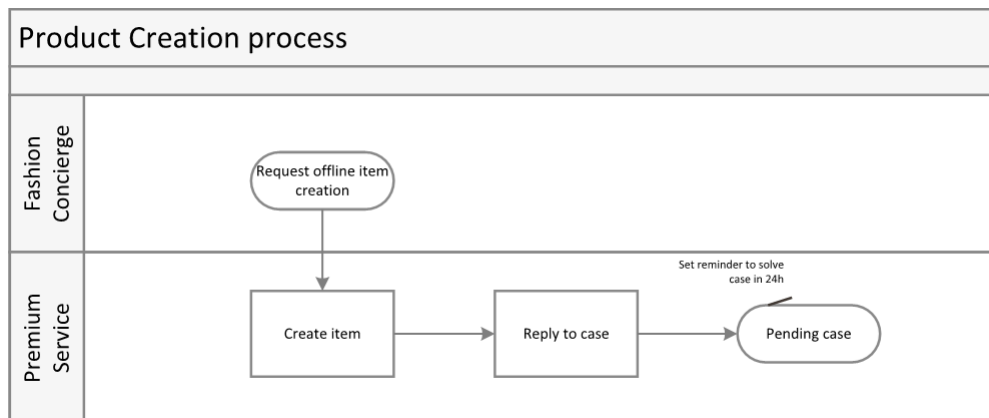 Product Creation process
Fashion
Concierge
Request offline item
creation
Premium
Service
Create item
Reply to case
Set reminder to solve
case in 24h
Pending case